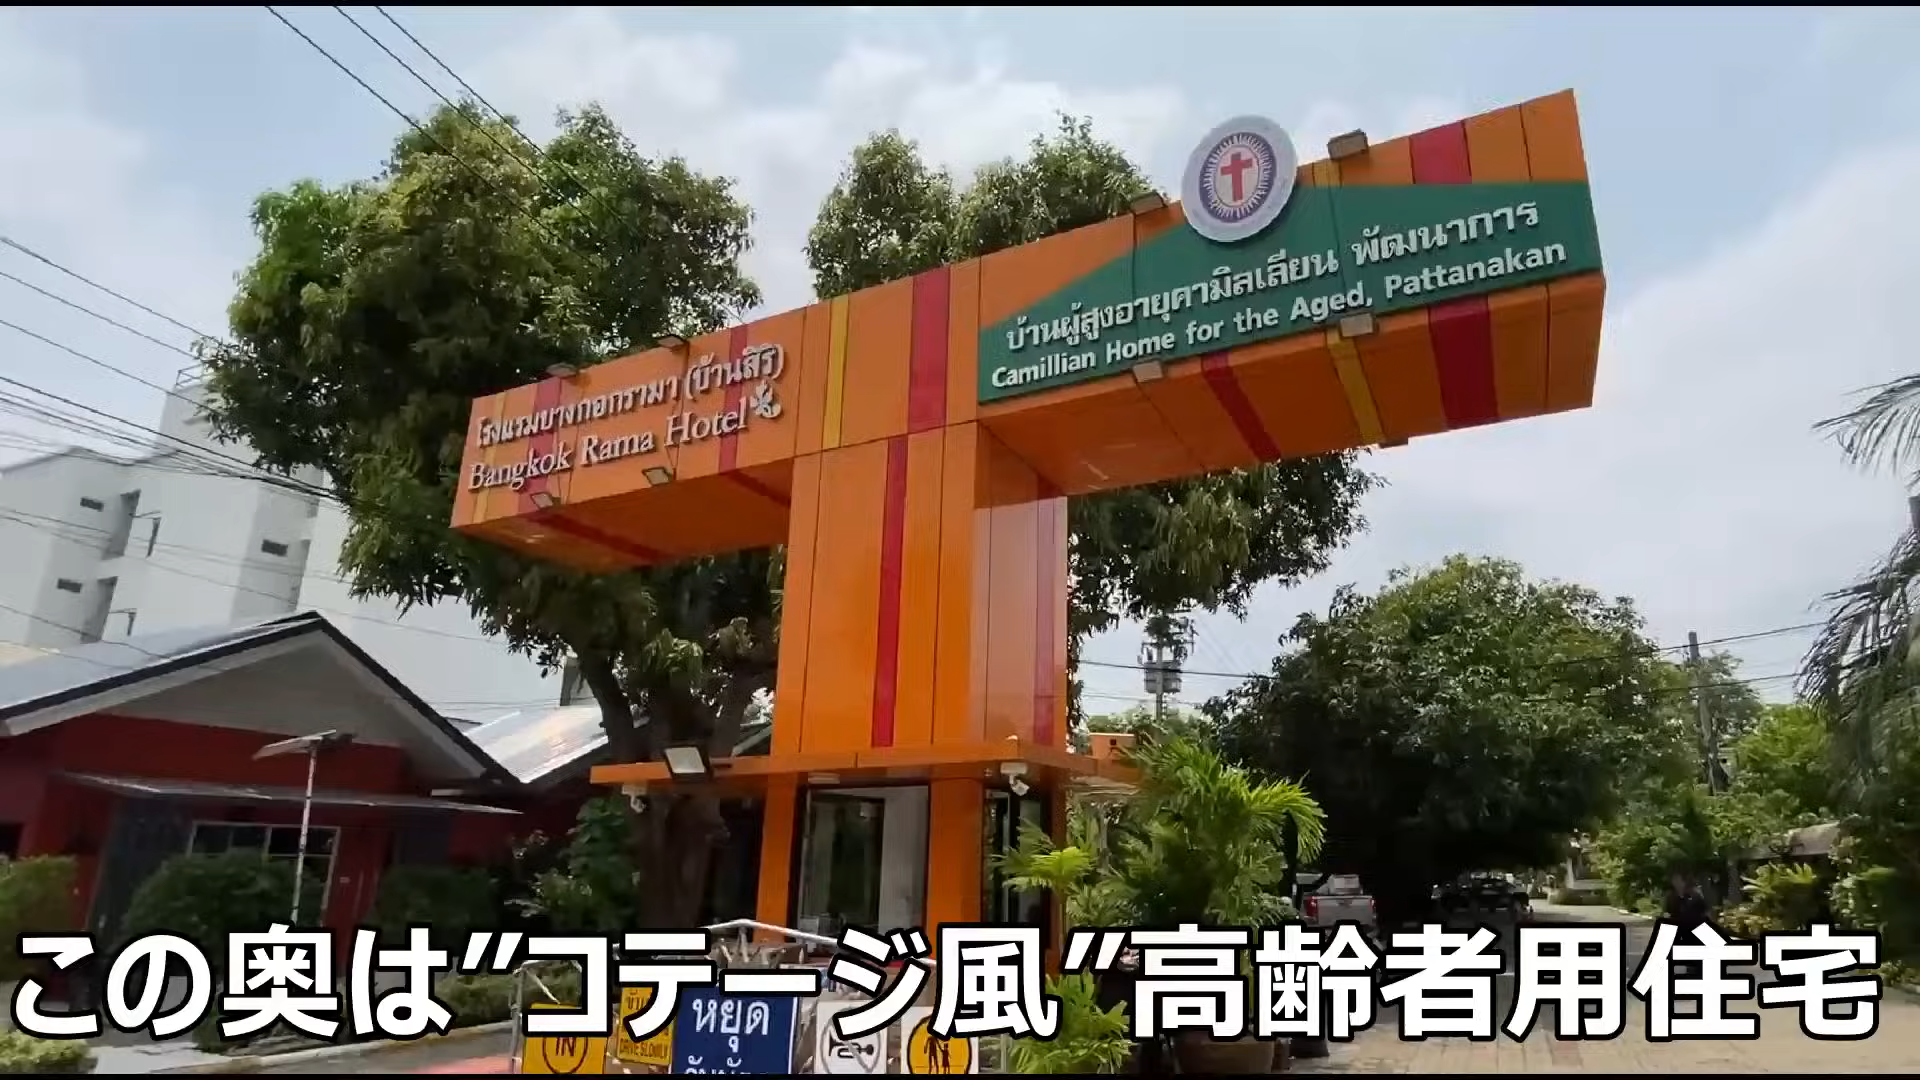 โรงแรมบางกอกรามา (บ้านสิริ)
Bangkok Rama Hotel
บ้านผู้สูงอายุคามิลเลียน พัฒนาการ
Camillian Home for the Aged, Pattanakan
この奥は”コテージ風”高齢者用住宅
IN
DRIVE SLOWLY
หยุด